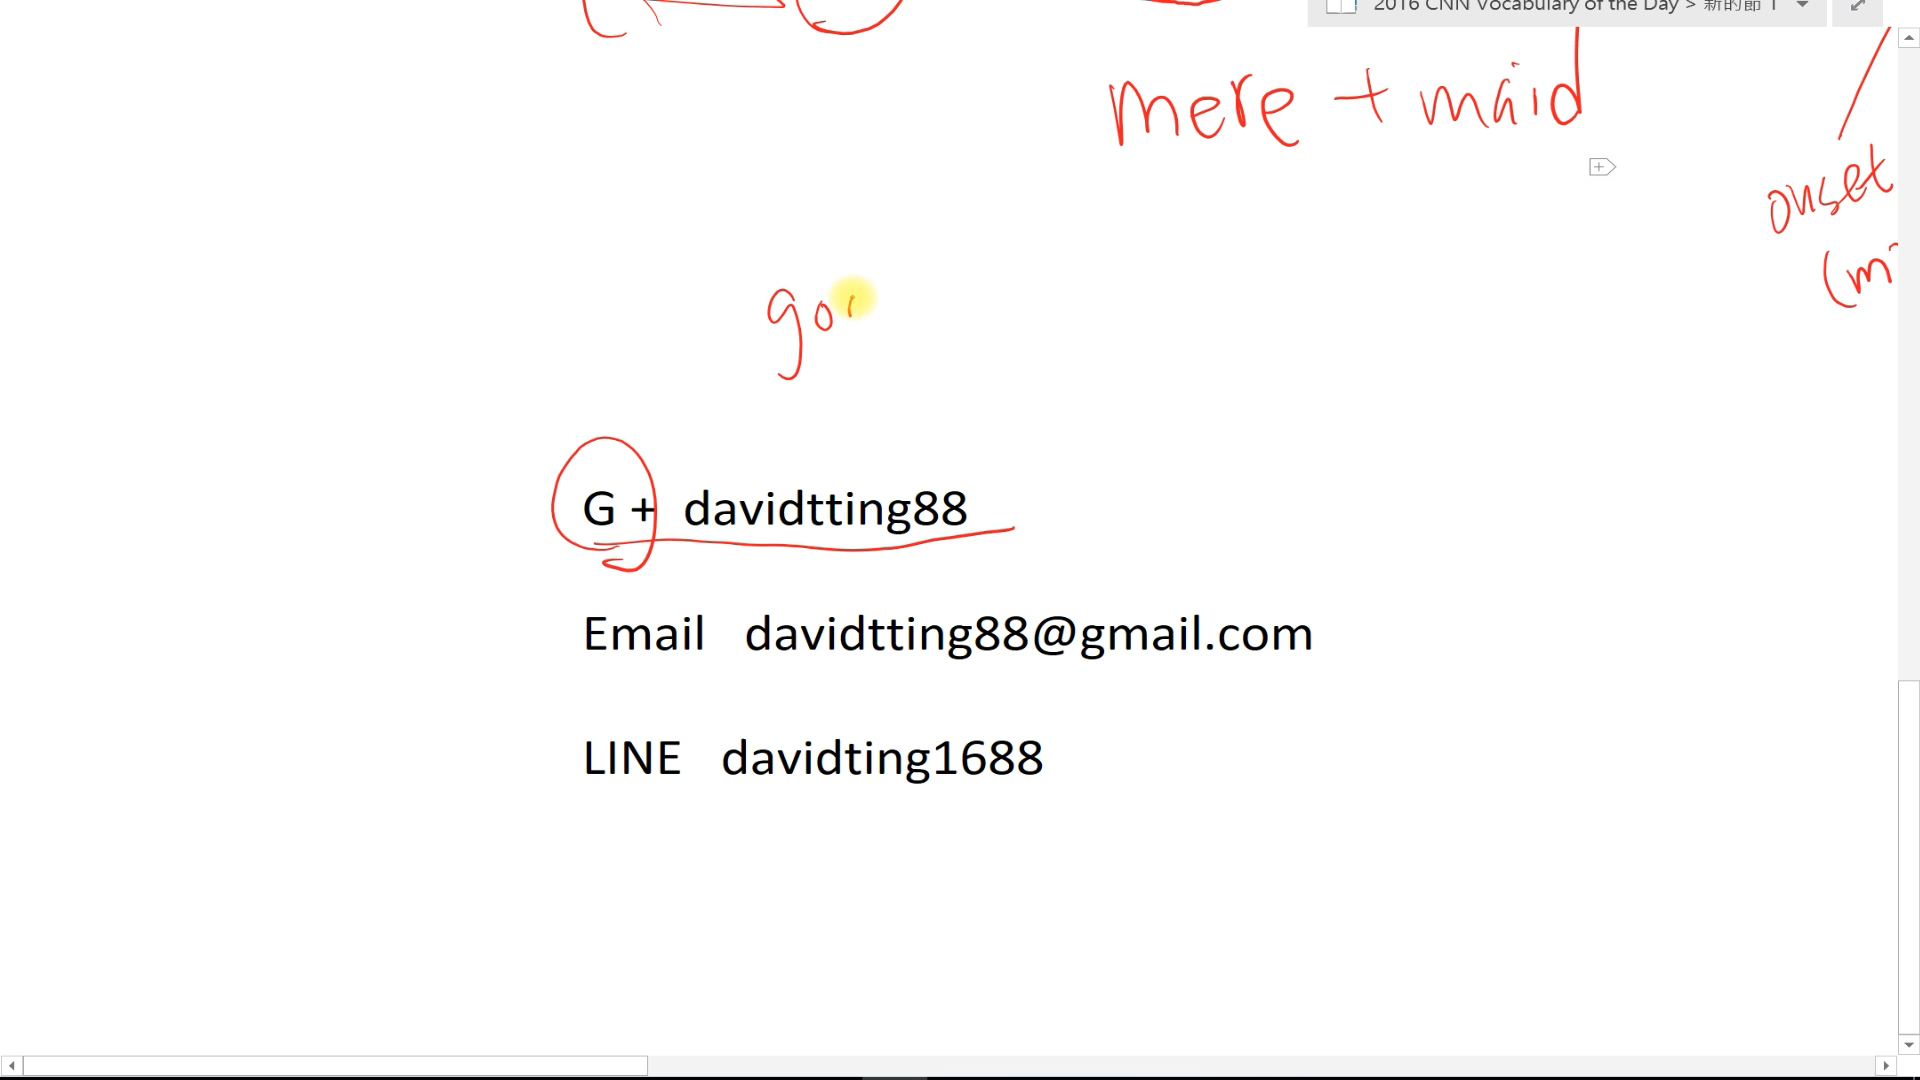 2016 CNN Vocabulary of the Day > 新的節 1
mere + maid
onset
(m
go
G + davidtting88
Email davidtting88@gmail.com
LINE davidting1688